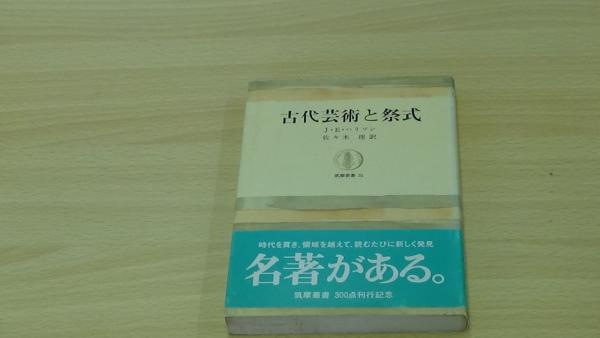 古代芸術と祭式
J・E・ハリソン
佐々木 理訳
筑摩叢書 21
時代を貫き、領域を越えて、読むたびに新しく発見
名著がある。
筑摩叢書 300点刊行記念